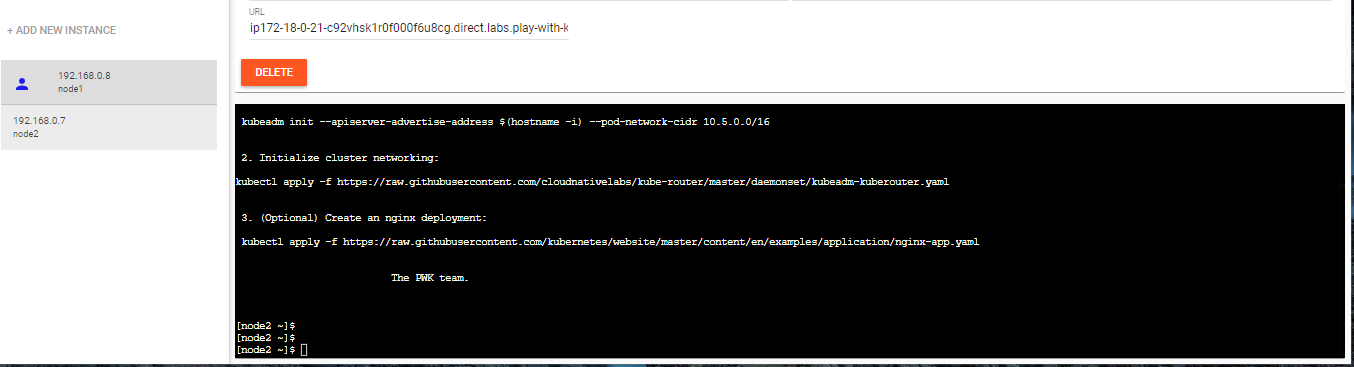 URL
+ ADD NEW INSTANCE
ip172-18-0-21-c92vhsk1r0f000f6u8cg.direct.labs.play-with-k
192.168.0.8
node1
DELETE
192.168.0.7
node2
kubeadm init --apiserver-advertise-address $(hostname -i) --pod-network-cidr 10.5.0.0/16
2. Initialize cluster networking:
kubectl apply -f https://raw.githubusercontent.com/cloudnativelabs/kube-router/master/daemonset/kubeadm-kuberouter.yaml
3. (Optional) Create an nginx deployment:
kubectl apply -f https://raw.githubusercontent.com/kubernetes/website/master/content/en/examples/application/nginx-app.yaml
The PWK team.
[node2 ~]$
[node2 ~]$
[node2 ~]$